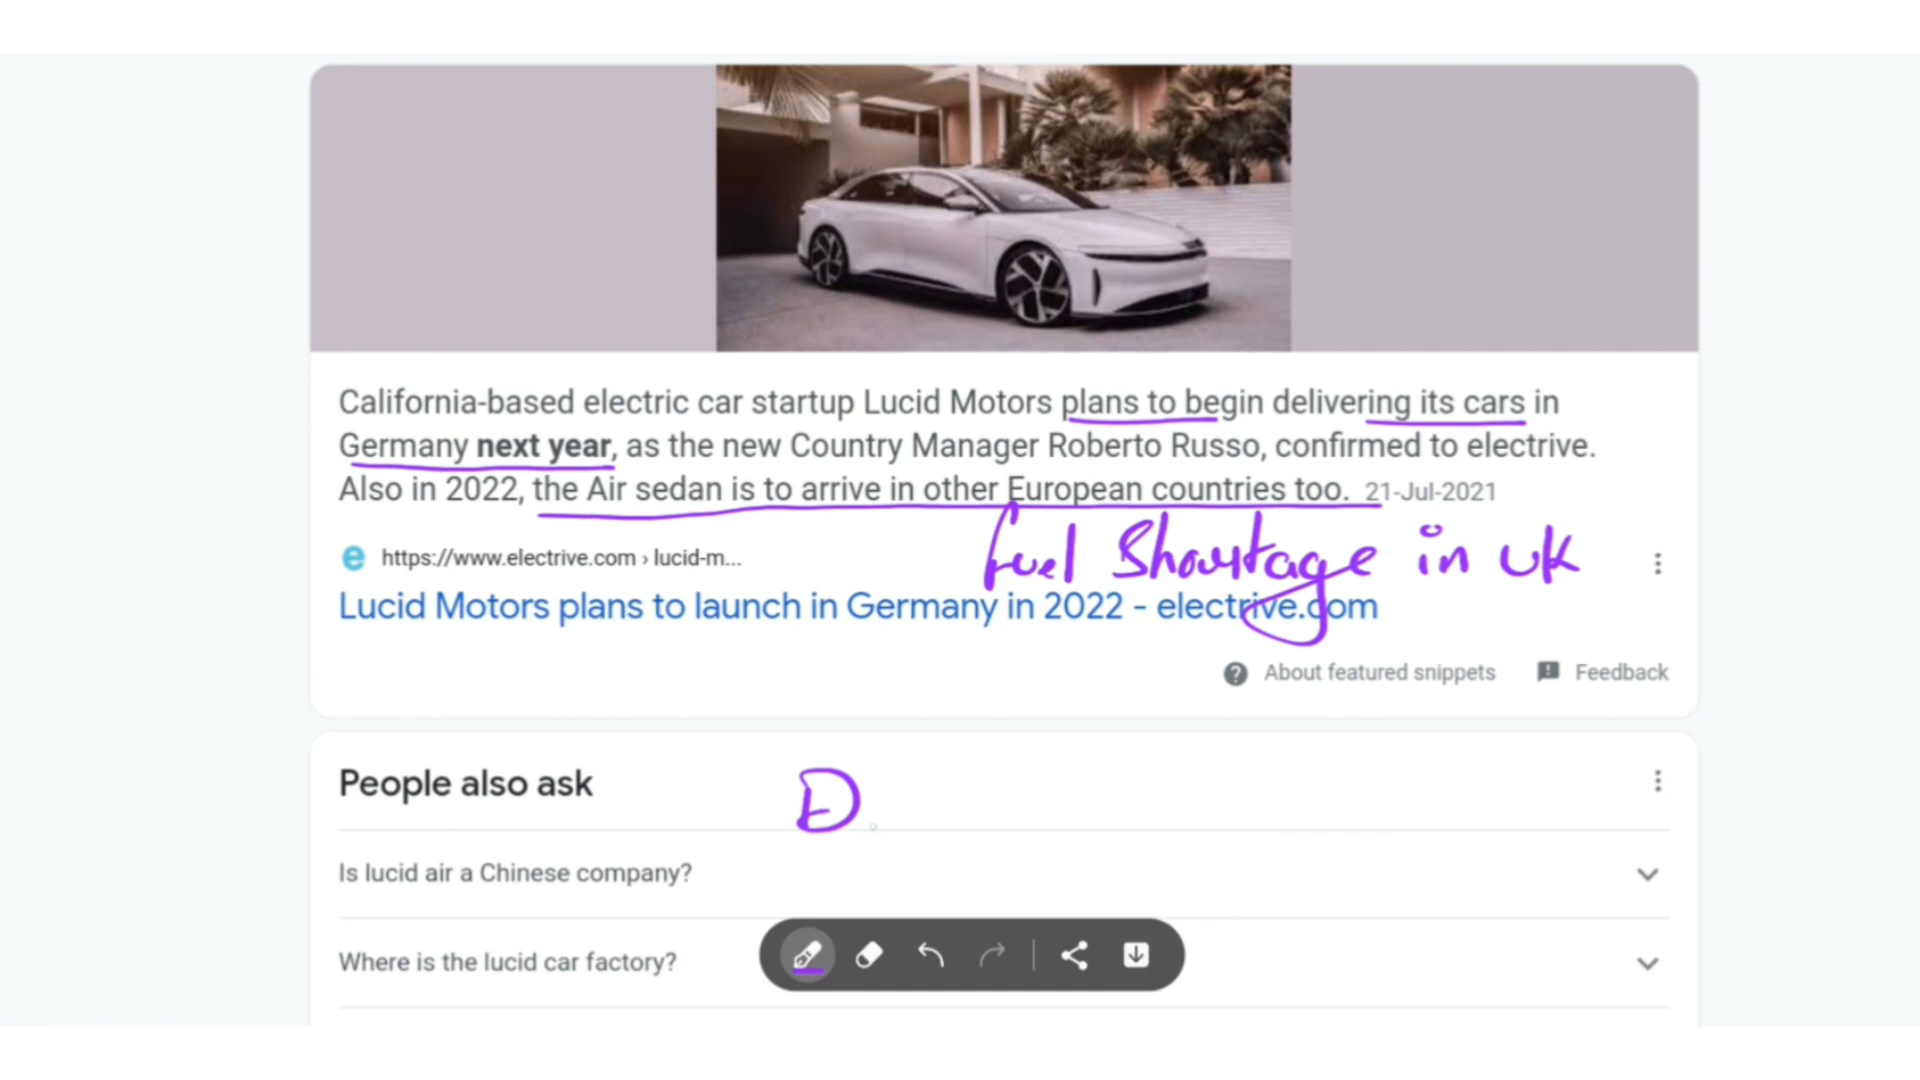 California-based electric car startup Lucid Motors plans to begin delivering its cars in
Germany next year, as the new Country Manager Roberto Russo, confirmed to electrive.
Also in 2022, the Air sedan is to arrive in other European countries too. 21-Jul-2021
https://www.electrive.com › lucid-m...
fuel Shortage in UK
Lucid Motors plans to launch in Germany in 2022 - electrive.com
About featured snippets
Feedback
People also ask
D
Is lucid air a Chinese company?
Where is the lucid car factory?